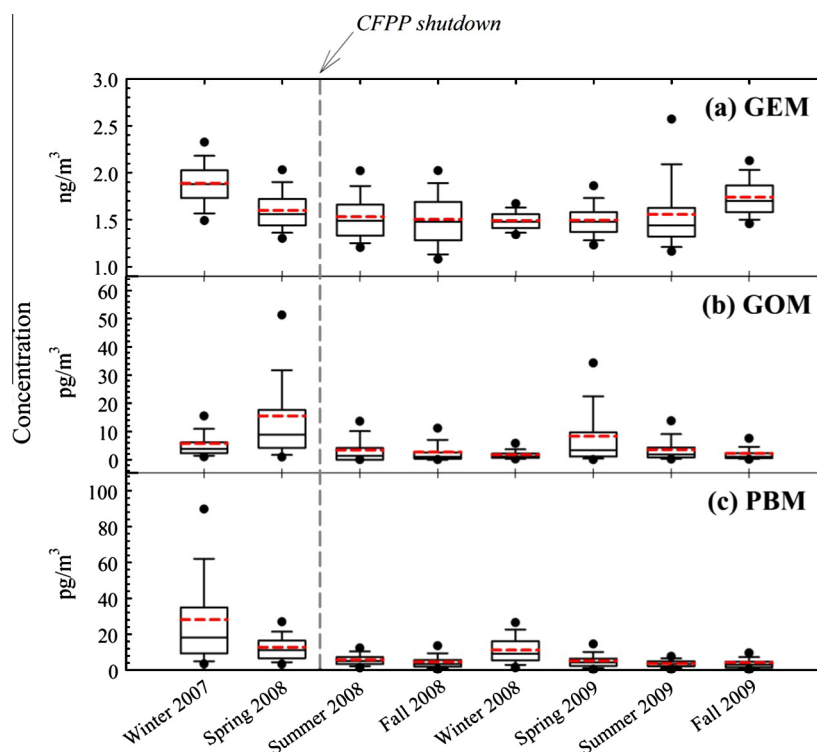 CFPP shutdown
(a) GEM
3.0
2.5
2.0
1.5
1.0
ng/m³
(b) GOM
60
50
40
30
20
10
0
pg/m³
Concentration
(c) PBM
100
80
60
40
20
0
pg/m³
Winter 2007
Spring 2008
Summer 2008
Fall 2008
Winter 2008
Spring 2009
Summer 2009
Fall 2009